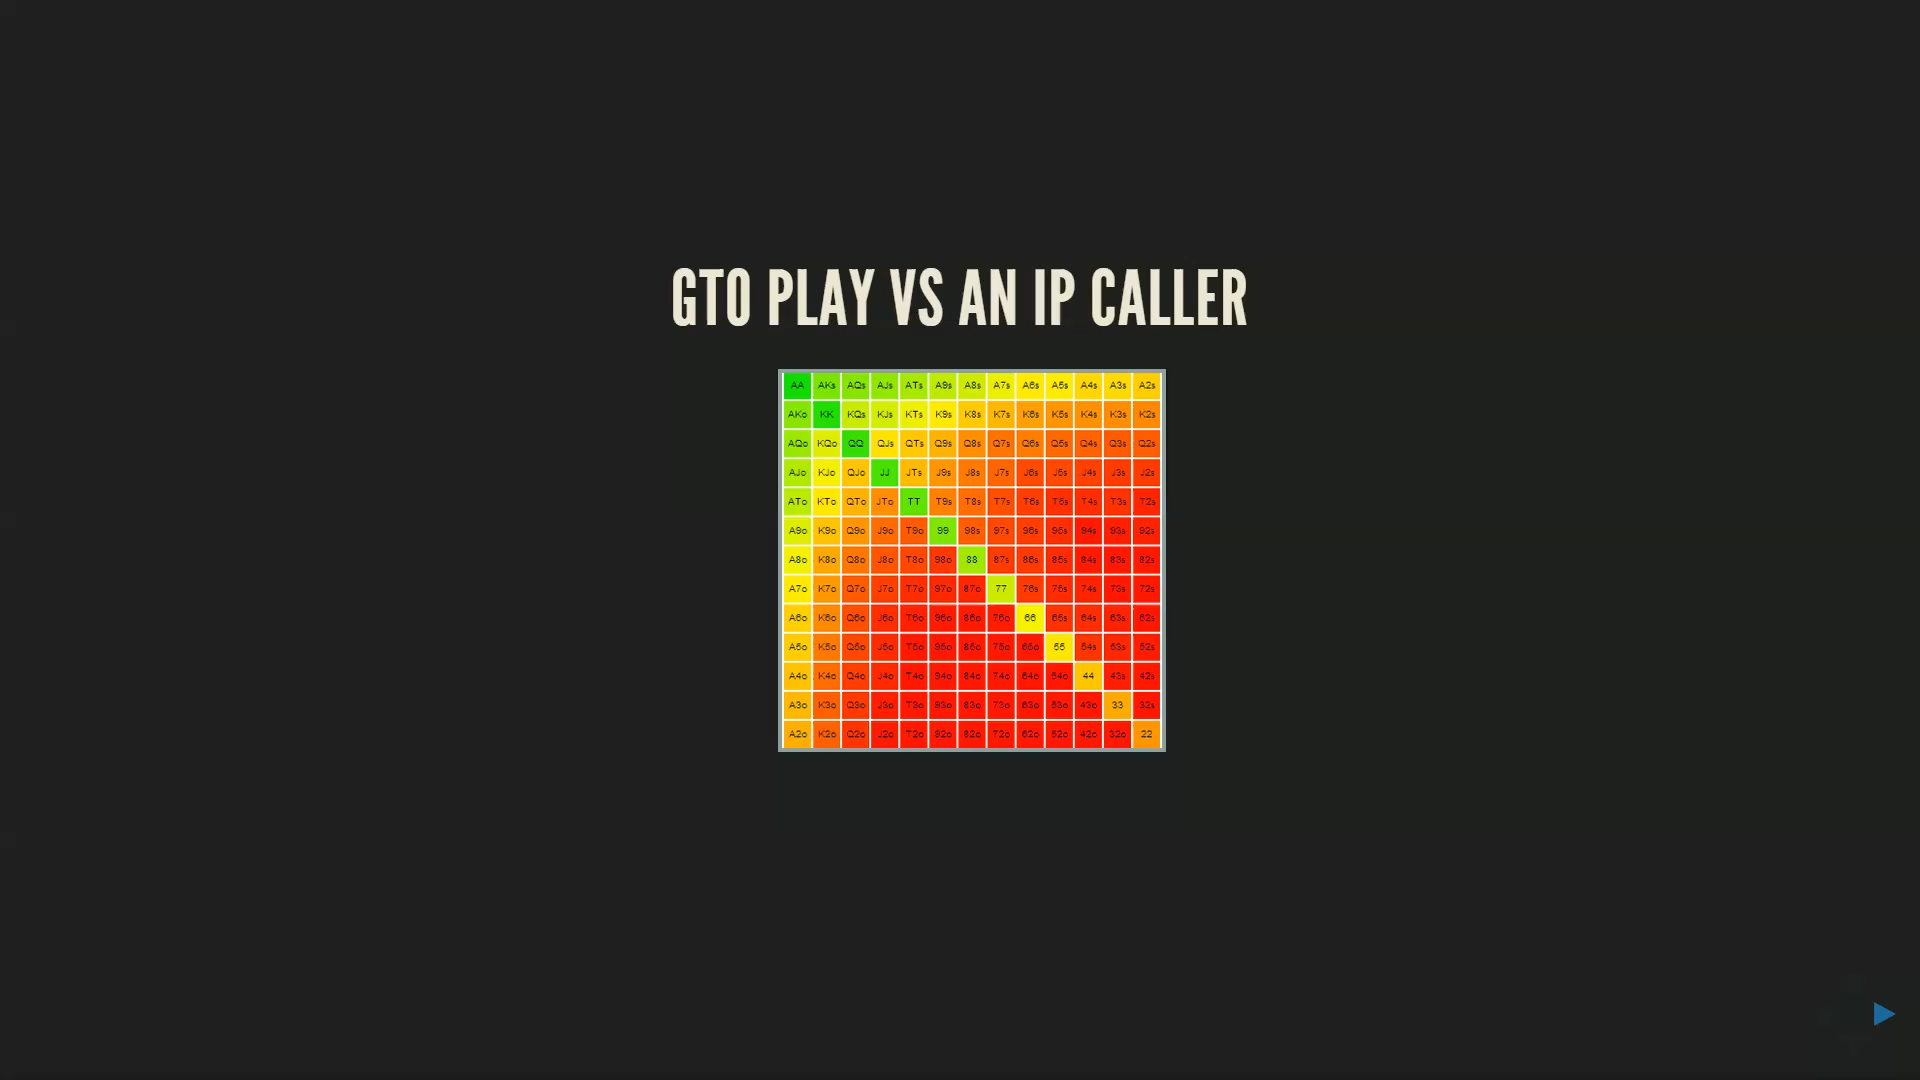 GTO PLAY VS AN IP CALLER
AA AKs AQs AJs ATs A9s A8s A7s A6s A5s A4s A3s A2s
AKo KK KQs KJs KTs K9s K8s K7s K6s K5s K4s K3s K2s
AQo KQo QQ QJs QTs Q9s Q8s Q7s Q6s Q5s Q4s Q3s Q2s
AJo KJo QJo JJ JTs J9s J8s J7s J6s J5s J4s J3s J2s
ATo KTo QTo JTo TT T9s T8s T7s T6s T5s T4s T3s T2s
A9o K9o Q9o J9o T9o 99 98s 97s 96s 95s 94s 93s 92s
A8o K8o Q8o J8o T8o 98o 88 87s 86s 85s 84s 83s 82s
A7o K7o Q7o J7o T7o 97o 87o 77 76s 75s 74s 73s 72s
A6o K6o Q6o J6o T6o 96o 86o 76o 66 65s 64s 63s 62s
A5o K5o Q5o J5o T5o 95o 85o 75o 65o 55 54s 53s 52s
A4o K4o Q4o J4o T4o 94o 84o 74o 64o 54o 44 43s 42s
A3o K3o Q3o J3o T3o 93o 83o 73o 63o 53o 43o 33 32s
A2o K2o Q2o J2o T2o 92o 82o 72o 62o 52o 42o 32o 22